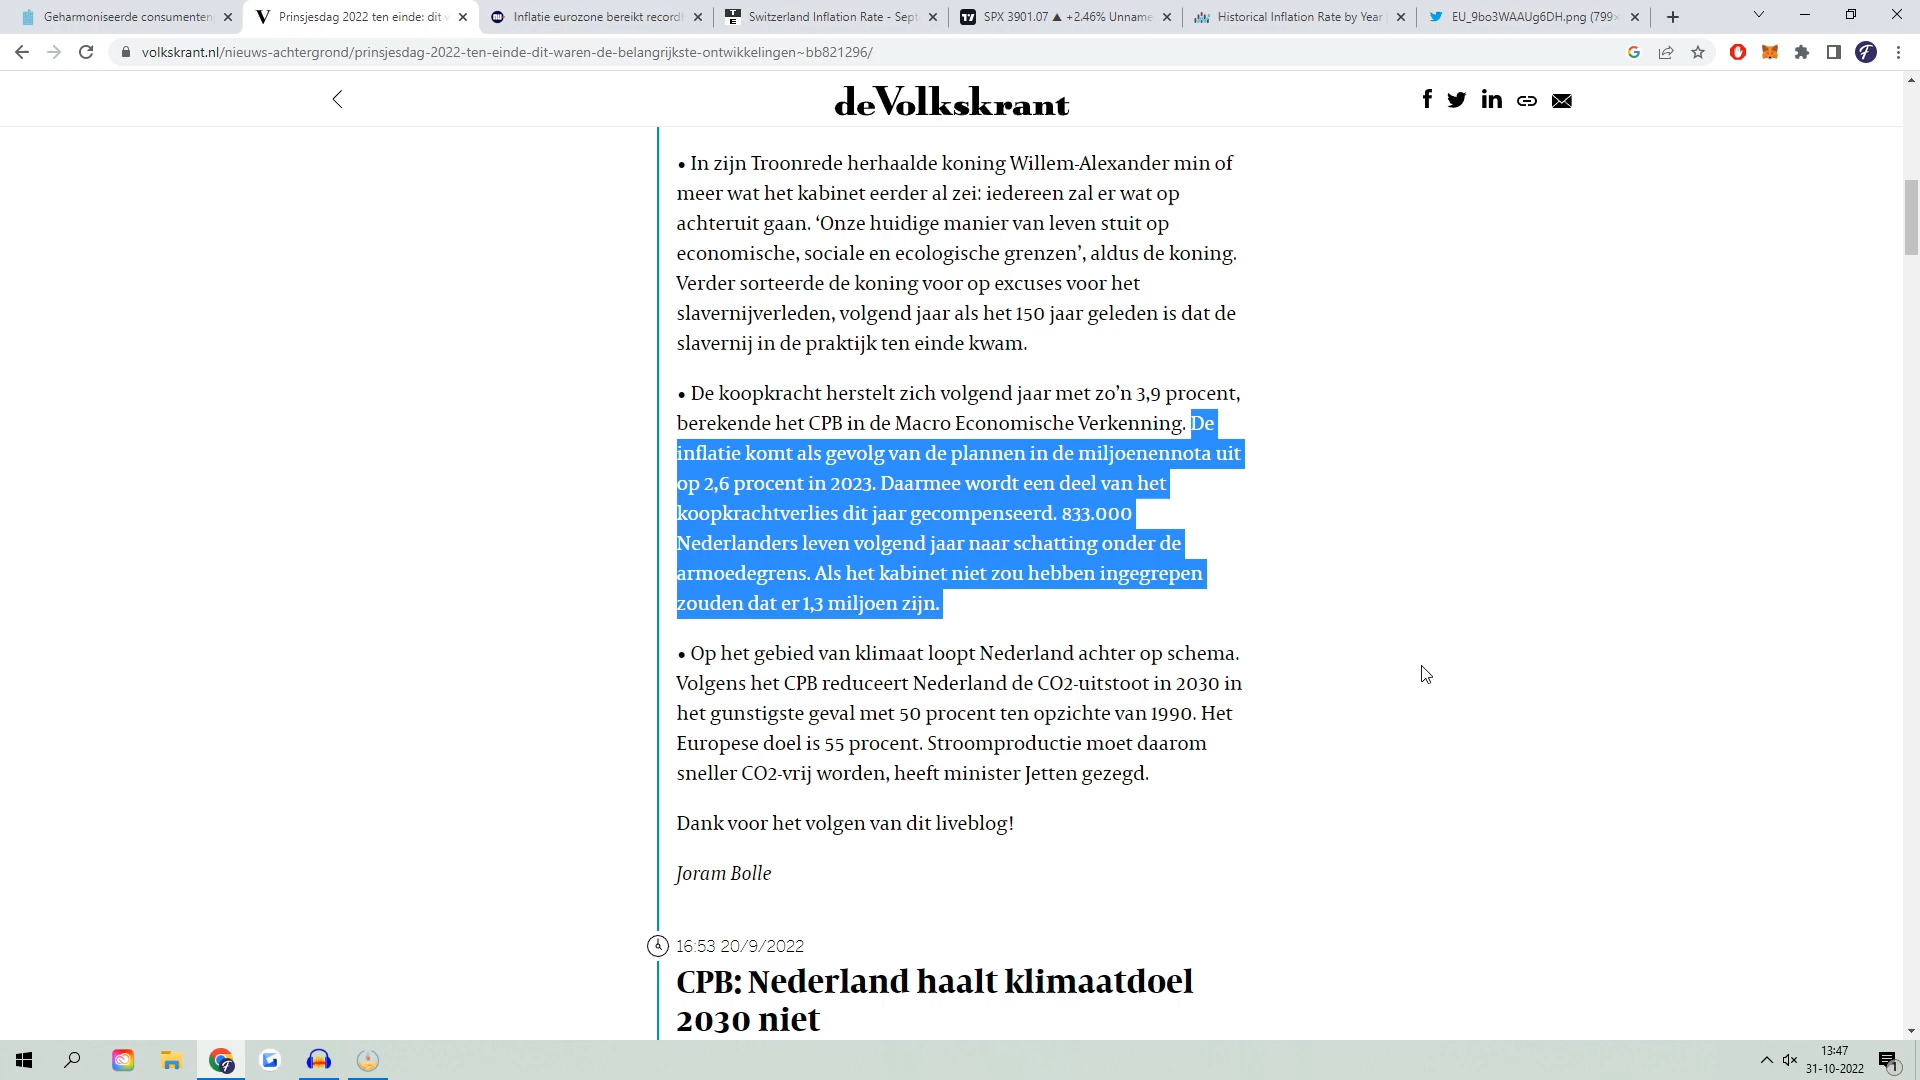 Geharmoniseerde consumenten
Prinsjesdag 2022 ten einde: dit v
Inflatie eurozone bereikt record
Switzerland Inflation Rate - Sept
SPX 3901.07 ▲ +2.46% Unname
Historical Inflation Rate by Year
EU_9bo3WAAUg6DH.png (799×
volkskrant.nl/nieuws-achtergrond/prinsjesdag-2022-ten-einde-dit-waren-de-belangrijkste-ontwikkelingen~bb821296/
de Volkskrant
• In zijn Troonrede herhaalde koning Willem-Alexander min of
meer wat het kabinet eerder al zei: iedereen zal er wat op
achteruit gaan. ‘Onze huidige manier van leven stuit op
economische, sociale en ecologische grenzen’, aldus de koning.
Verder sorteerde de koning voor op excuses voor het
slavernijverleden, volgend jaar als het 150 jaar geleden is dat de
slavernij in de praktijk ten einde kwam.
• De koopkracht herstelt zich volgend jaar met zo’n 3,9 procent,
berekende het CPB in de Macro Economische Verkenning. De
inflatie komt als gevolg van de plannen in de miljoenennota uit
op 2,6 procent in 2023. Daarmee wordt een deel van het
koopkrachtverlies dit jaar gecompenseerd. 833.000
Nederlanders leven volgend jaar naar schatting onder de
armoedegrens. Als het kabinet niet zou hebben ingegrepen
zouden dat er 1,3 miljoen zijn.
• Op het gebied van klimaat loopt Nederland achter op schema.
Volgens het CPB reduceert Nederland de CO2-uitstoot in 2030 in
het gunstigste geval met 50 procent ten opzichte van 1990. Het
Europese doel is 55 procent. Stroomproductie moet daarom
sneller CO2-vrij worden, heeft minister Jetten gezegd.
Dank voor het volgen van dit liveblog!
Joram Bolle
16:53 20/9/2022
CPB: Nederland haalt klimaatdoel
2030 niet
13:47
31-10-2022
1